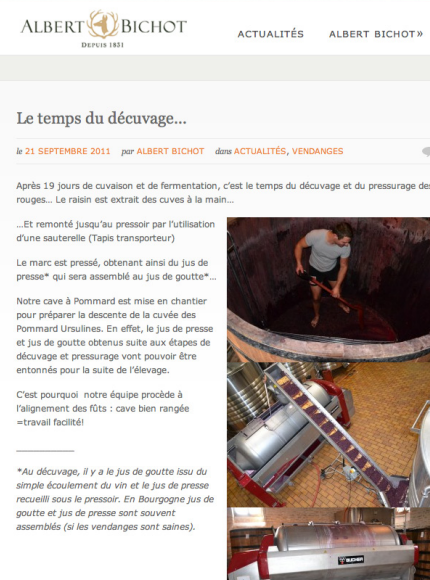 ALBERT BICHOT
DEPUIS 1831
ACTUALITÉS
ALBERT BICHOT»
Le temps du décuvage...
le 21 SEPTEMBRE 2011 par ALBERT BICHOT dans ACTUALITÉS, VENDANGES
Après 19 jours de cuvaison et de fermentation, c'est le temps du décuvage et du pressurage des
rouges... Le raisin est extrait des cuves à la main...
...Et remonté jusqu'au pressoir par l'utilisation
d'une sauterelle (Tapis transporteur)
Le marc est pressé, obtenant ainsi du jus de
presse* qui sera assemblé au jus de goutte*...
Notre cave à Pommard est mise en chantier
pour préparer la descente de la cuvée des
Pommard Ursulines. En effet, le jus de presse
et jus de goutte obtenus suite aux étapes de
décuvage et pressurage vont pouvoir être
entonnés pour la suite de l'élevage.
C'est pourquoi notre équipe procède à
l'alignement des fûts : cave bien rangée
=travail facilité!
*Au décuvage, il y a le jus de goutte issu du
simple écoulement du vin et le jus de presse
recueilli sous le pressoir. En Bourgogne jus de
goutte et jus de presse sont souvent
assemblés (si les vendanges sont saines).
BUCHER